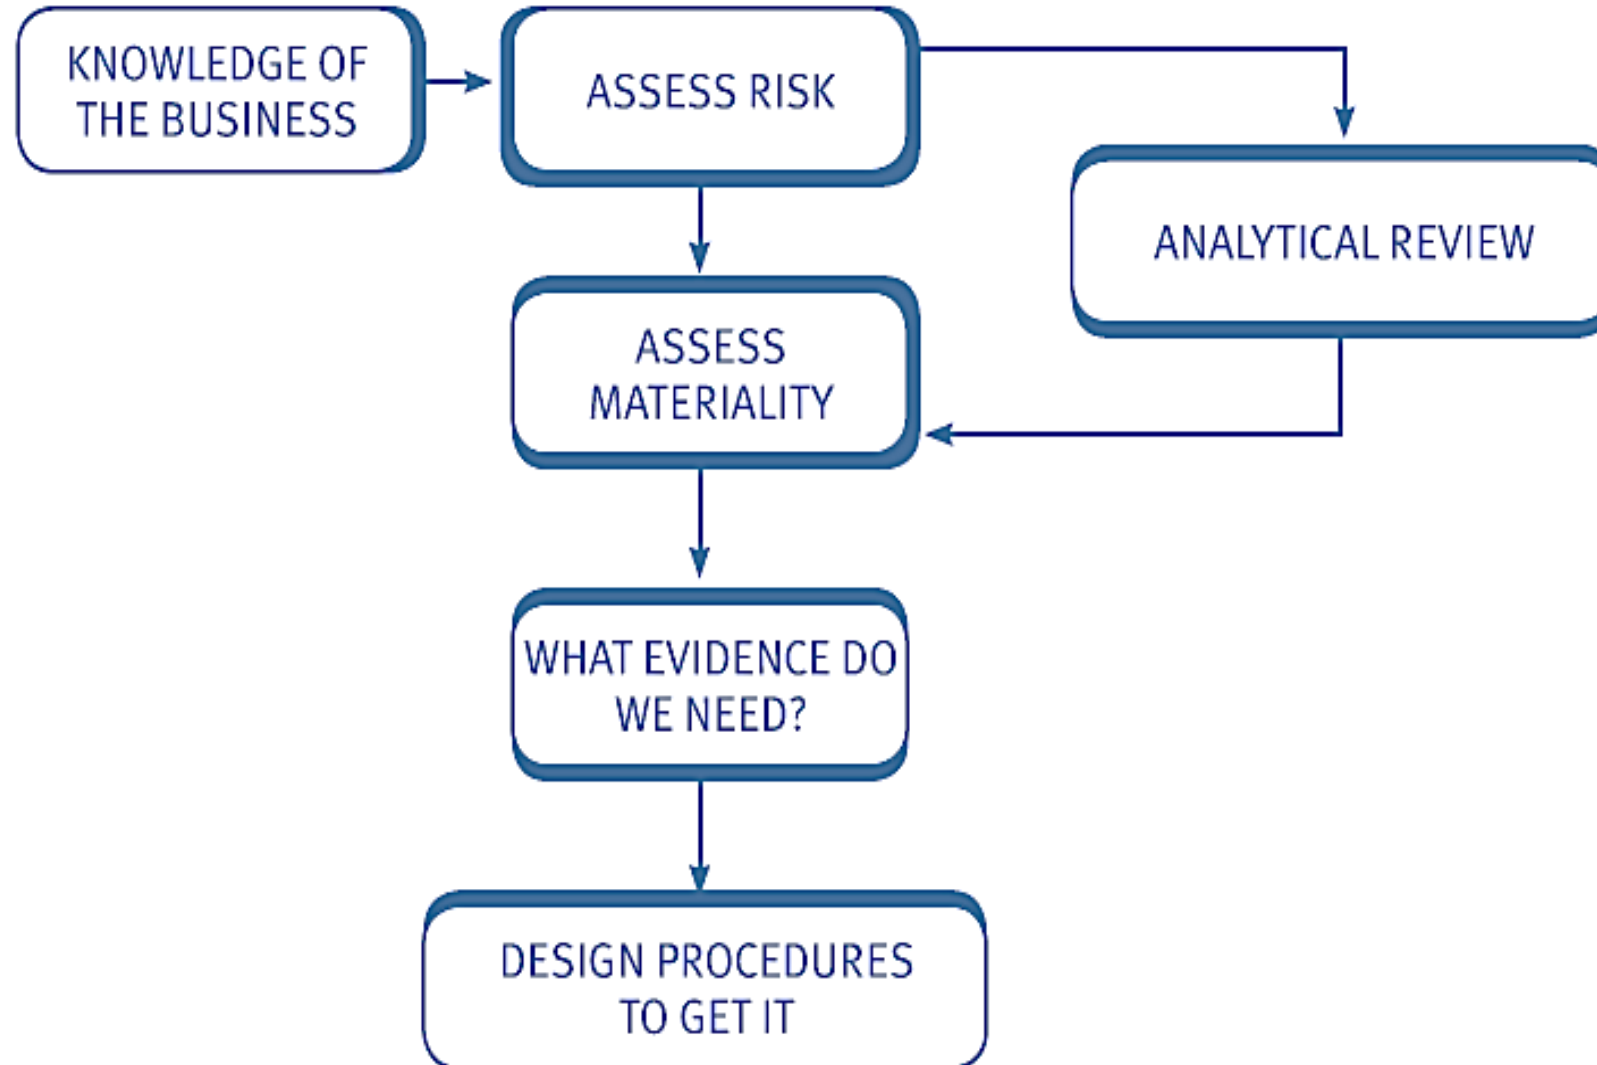 KNOWLEDGE OF
THE BUSINESS
ASSESS RISK
ANALYTICAL REVIEW
ASSESS
MATERIALITY
WHAT EVIDENCE DO
WE NEED?
DESIGN PROCEDURES
TO GET IT